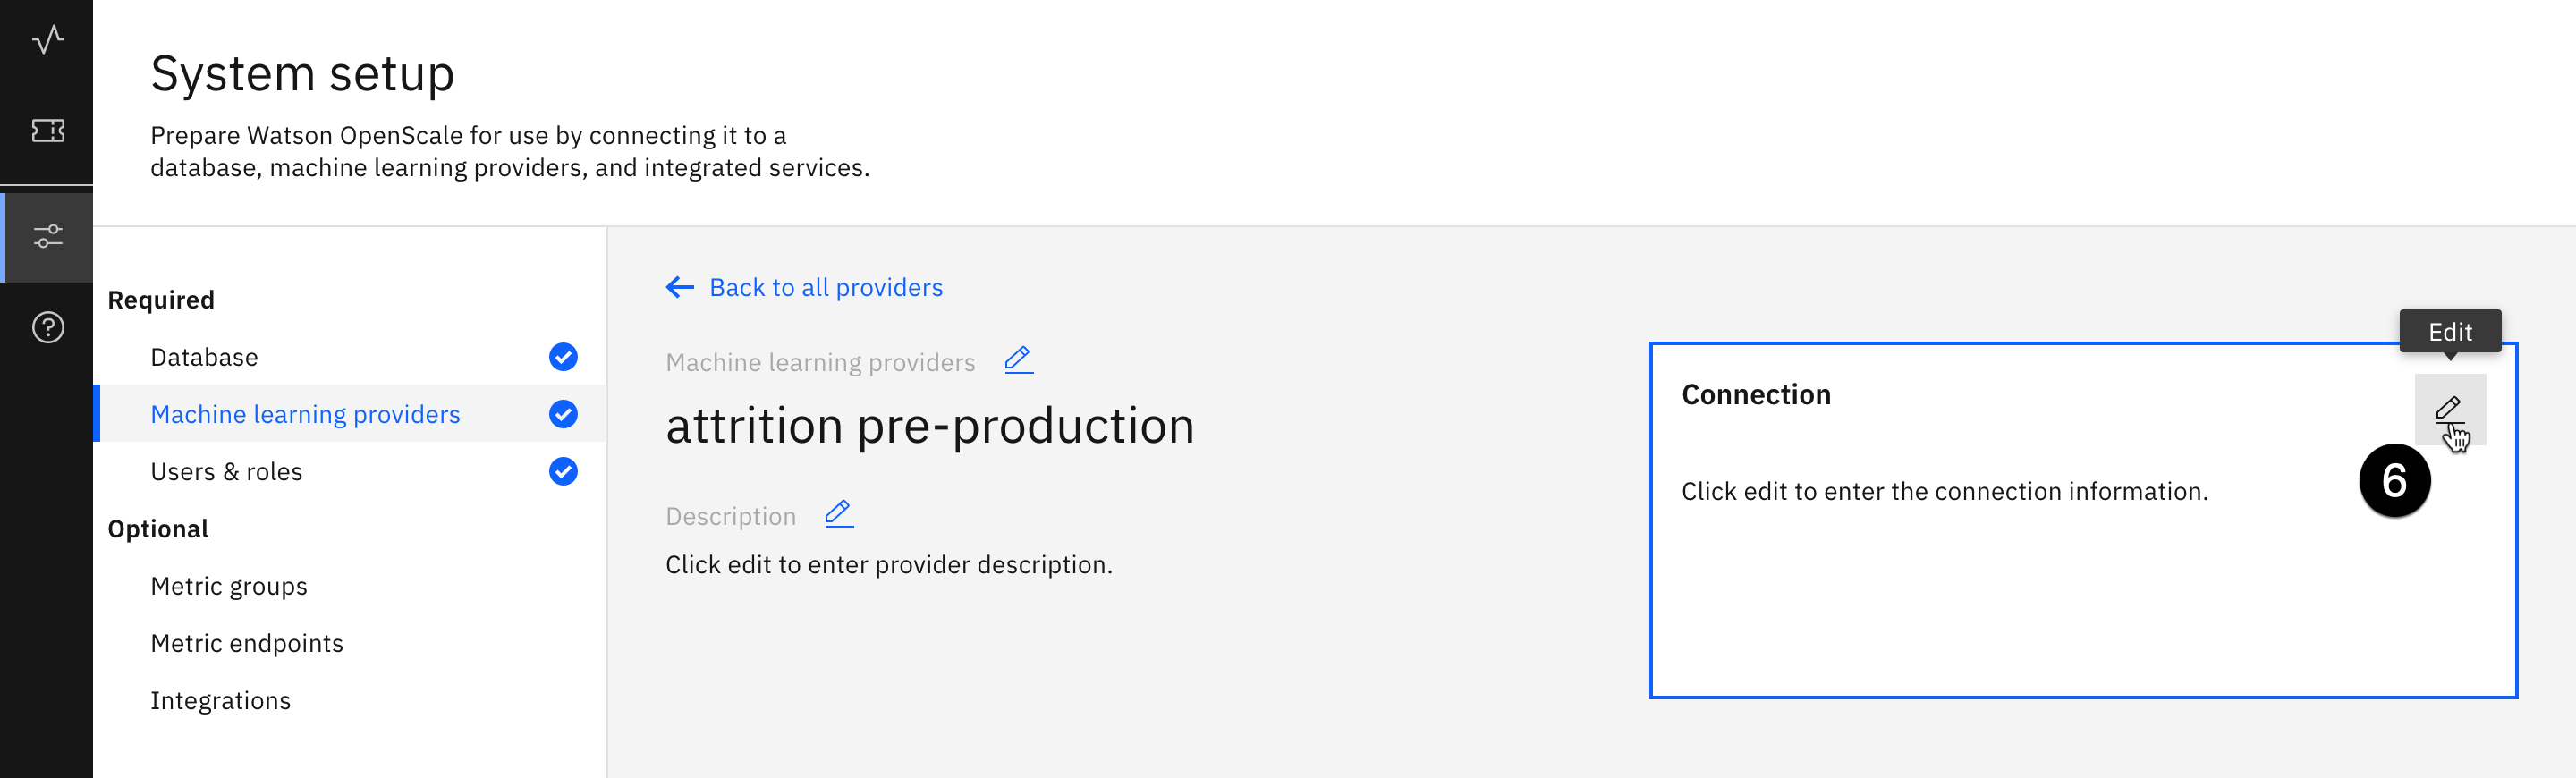 System setup
Prepare Watson OpenScale for use by connecting it to a
database, machine learning providers, and integrated services.
Required
Database
Machine learning providers
Users & roles
Optional
Metric groups
Metric endpoints
Integrations
Back to all providers
Machine learning providers
attrition pre-production
Description
Click edit to enter provider description.
Edit
Connection
Click edit to enter the connection information.
6